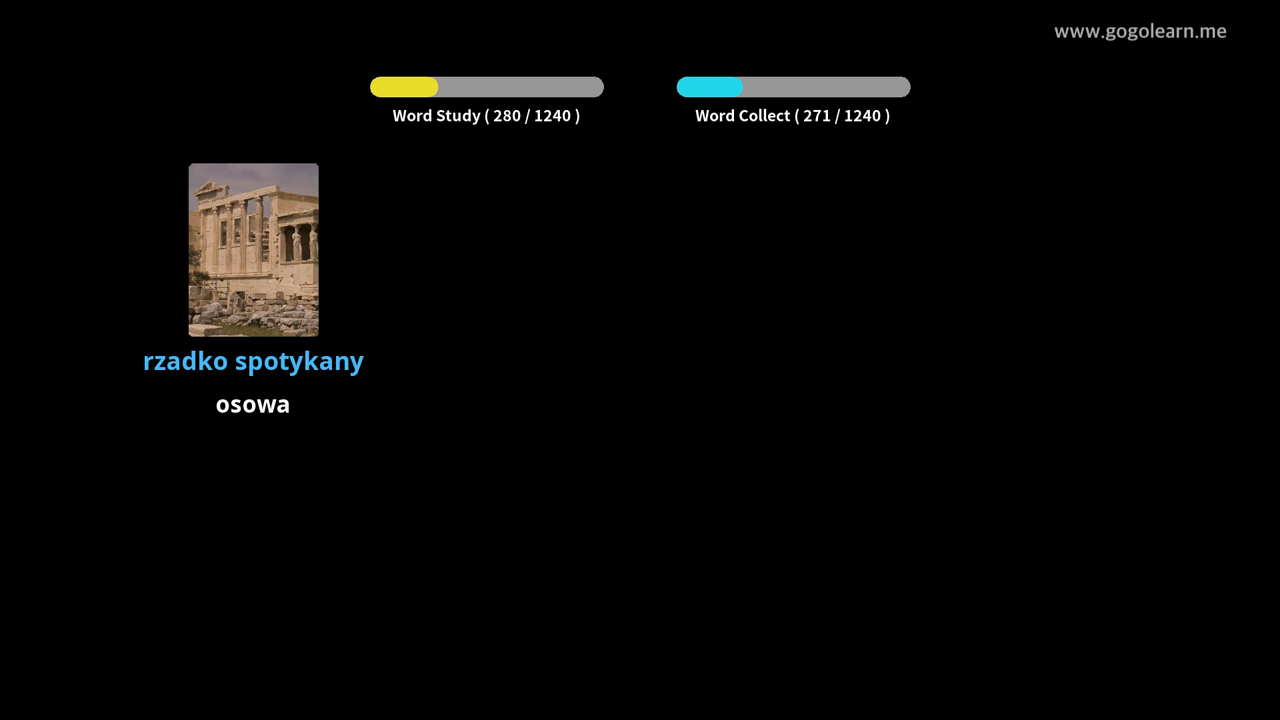 www.gogolearn.me
Word Study ( 280 / 1240 )
Word Collect ( 271 / 1240 )
rzadko spotykany
osowa